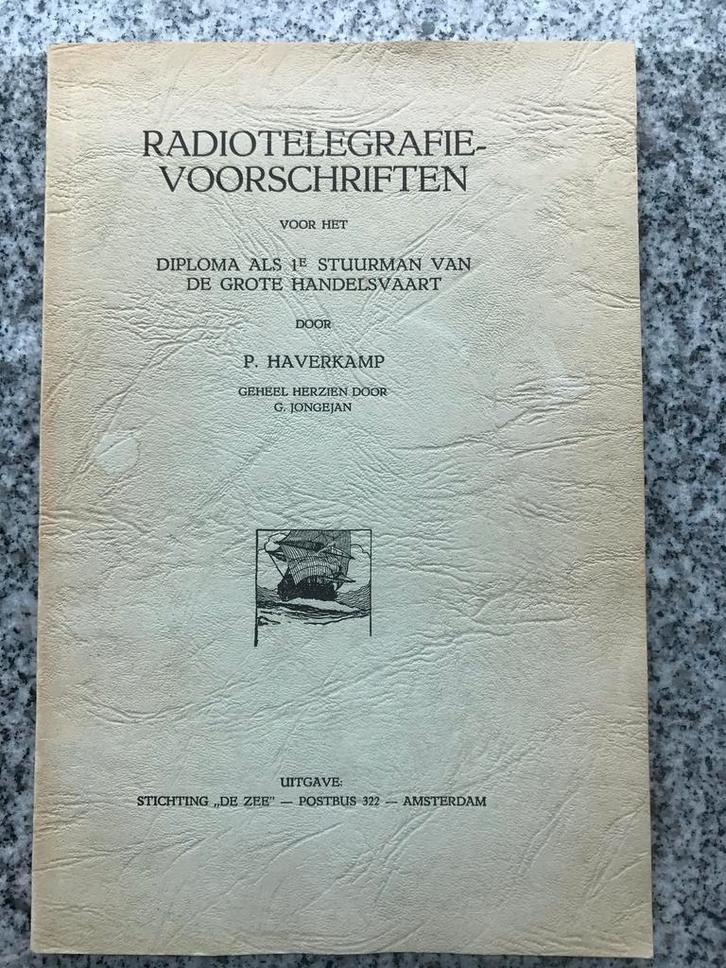 RADIOTELEGRAFIE-
VOORSCHRIFTEN
VOOR HET
DIPLOMA ALS 1E STUURMAN VAN
DE GROTE HANDELSVAART
DOOR
P. HAVERKAMP
GEHEEL HERZIEN DOOR
G. JONGEJAN
UITGAVE:
STICHTING „DE ZEE” — POSTBUS 322 — AMSTERDAM